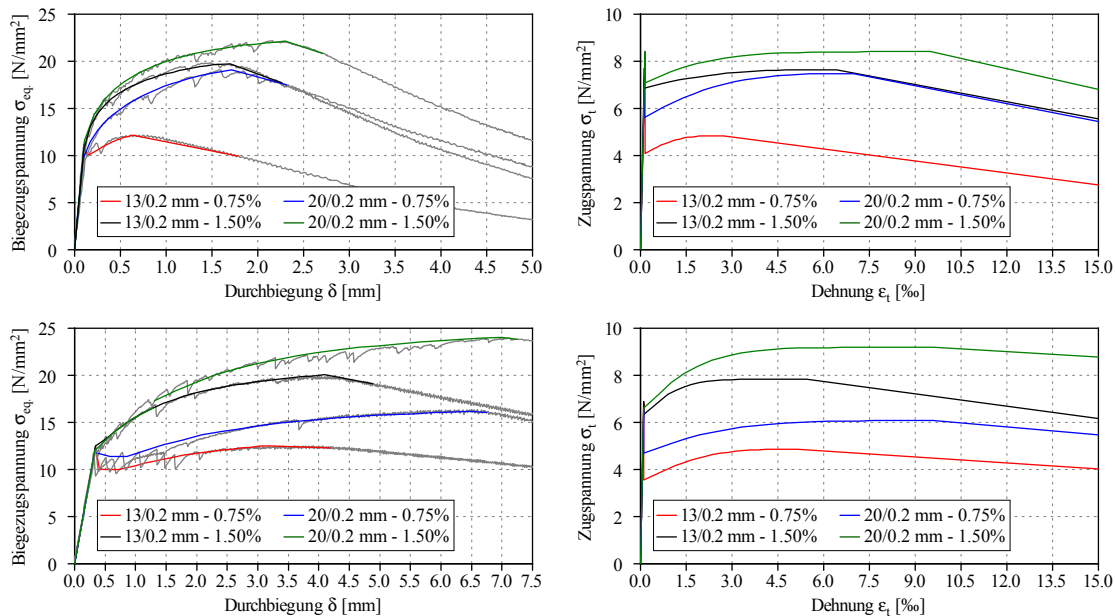 Biegezugspannung σeq. [N/mm²]
25
20
15
10
5
0
13/0.2 mm - 0.75%
20/0.2 mm - 0.75%
13/0.2 mm - 1.50%
20/0.2 mm - 1.50%
0.0 0.5 1.0 1.5 2.0 2.5 3.0 3.5 4.0 4.5 5.0
Durchbiegung δ [mm]
Zugspannung σt [N/mm²]
10
8
6
4
2
0
13/0.2 mm - 0.75%
20/0.2 mm - 0.75%
13/0.2 mm - 1.50%
20/0.2 mm - 1.50%
0.0 1.5 3.0 4.5 6.0 7.5 9.0 10.5 12.0 13.5 15.0
Dehnung εt [‰]
Biegezugspannung σeq. [N/mm²]
25
20
15
10
5
0
13/0.2 mm - 0.75%
20/0.2 mm - 0.75%
13/0.2 mm - 1.50%
20/0.2 mm - 1.50%
0.0 0.5 1.0 1.5 2.0 2.5 3.0 3.5 4.0 4.5 5.0 5.5 6.0 6.5 7.0 7.5
Durchbiegung δ [mm]
Zugspannung σt [N/mm²]
10
8
6
4
2
0
13/0.2 mm - 0.75%
20/0.2 mm - 0.75%
13/0.2 mm - 1.50%
20/0.2 mm - 1.50%
0.0 1.5 3.0 4.5 6.0 7.5 9.0 10.5 12.0 13.5 15.0
Dehnung εt [‰]